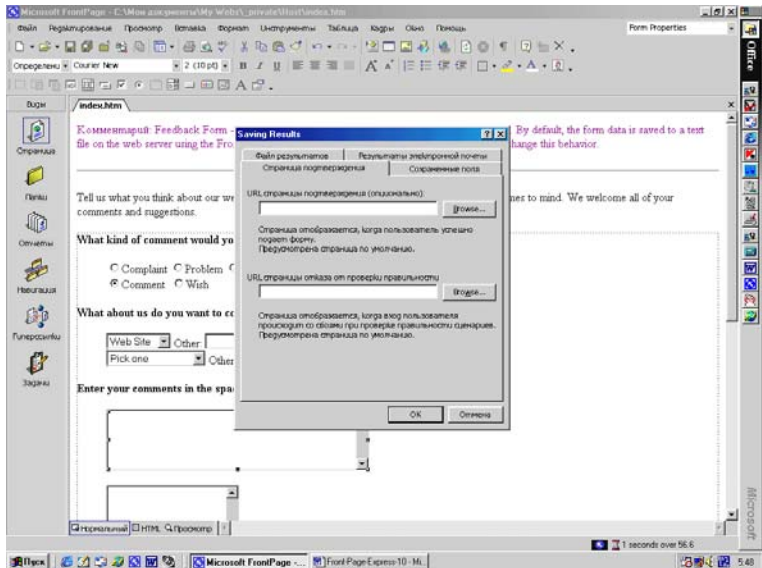 Microsoft FrontPage - C:\Мои документы\My Webs\_private\Host\index.htm
Файл Редактирование Просмотр Вставка Формат Инструменты Таблица Кадры Окно Помощь
Form Properties
Courier New
2 (10 pt)
Office
Виды
index.htm
Комментарий: Feedback Form -
By default, the form data is saved to a text
file on the web server using the Fro
hange this behavior.
Страница
Папки
Отчёты
Навигация
Гиперссылки
Задачи
Tell us what you think about our we
mes to mind. We welcome all of your
comments and suggestions.
What kind of comment would yo
Complaint Problem
Comment Wish
What about us do you want to co
Web Site Other
Pick one Other
Enter your comments in the spa
Saving Results
Файл результатов Результаты электронной почты
Страница подтверждения Сохраненные поля
URL страницы подтверждения (опционально):
Browse...
Страница отображается, когда пользователь успешно
подает форму.
Предусмотрена страница по умолчанию.
URL страницы отказа от проверки правильности
Browse...
Страница отображается, когда вход пользователя
происходит со сбоями при проверке правильности сценариев.
Предусмотрена страница по умолчанию.
OK Отмена
Нормальный HTML Просмотр
1 seconds over 56.6
Microsoft
Пуск
Microsoft FrontPage -...
Front-Page-Express-10 - Mi...
5:48